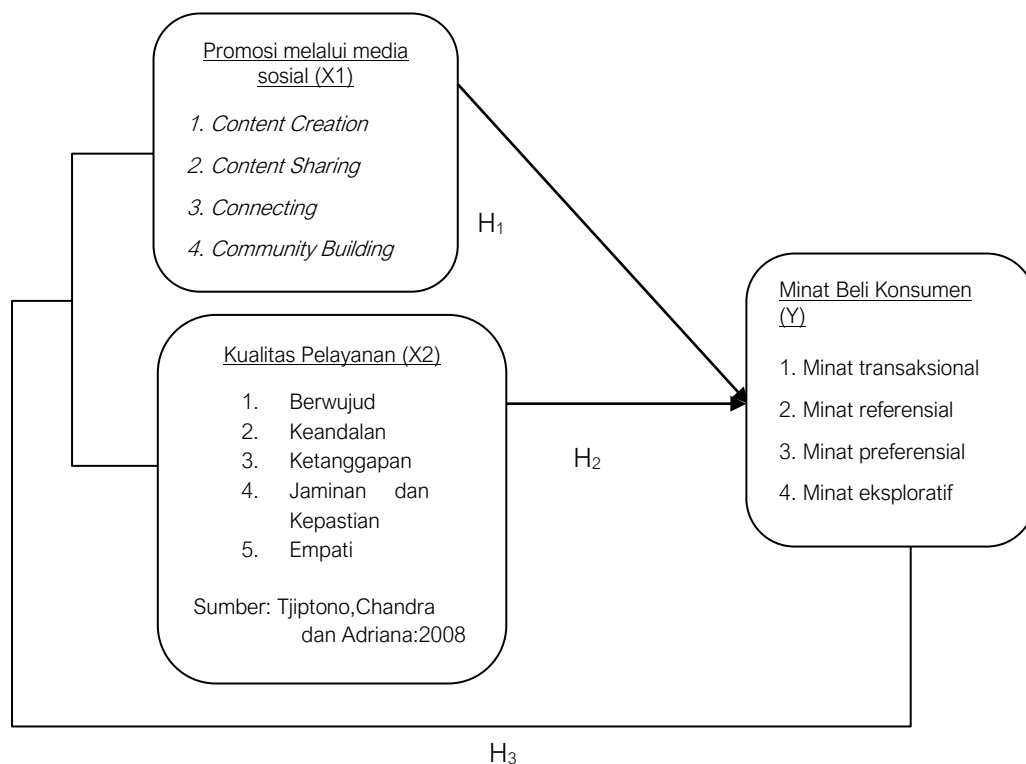 Promosi melalui media
sosial (X1)
1. Content Creation
2. Content Sharing
3. Connecting
4. Community Building
H₁
Kualitas Pelayanan (X2)
1. Berwujud
2. Keandalan
3. Ketanggapan
4. Jaminan dan
Kepastian
5. Empati
Sumber: Tjiptono,Chandra
dan Adriana:2008
H₂
Minat Beli Konsumen
(Y)
1. Minat transaksional
2. Minat referensial
3. Minat preferensial
4. Minat eksploratif
H₃